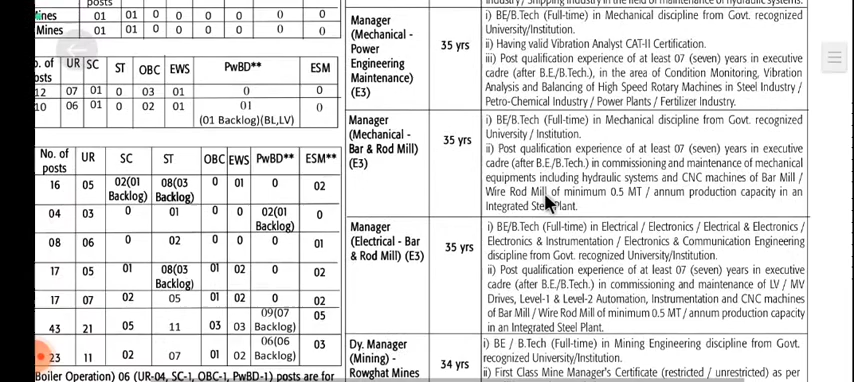 posts
ines 01 01 0 0 0 0 0
Mines 01 01 0 0 0 0 0
o. of posts UR SC ST OBC EWS PwBD** ESM
12 07 01 0 03 01 0 0
10 06 01 0 02 01 01 (01 Backlog)(BL,LV) 0
No. of posts UR SC ST OBC EWS PwBD** ESM**
16 05 02(01 Backlog) 08(03 Backlog) 0 01 0 02
04 03 0 01 0 0 02(01 Backlog) 0
08 06 0 02 0 0 0 01
17 05 01 08(03 Backlog) 01 02 0 02
17 07 02 05 01 02 0 02
43 21 05 11 03 03 09(07 Backlog) 05
23 11 02 07 01 02 06(06 Backlog) 03
Boiler Operation) 06 (UR-04, SC-1, OBC-1, PwBD-1) posts are for
Industry / Shipping Industry in the field of maintenance of hydraulic systems.
Manager
(Mechanical -
Power
Engineering
Maintenance)
(E3)
35 yrs
i) BE/B.Tech (Full-time) in Mechanical discipline from Govt. recognized
University/Institution.
ii) Having valid Vibration Analyst CAT-II Certification.
iii) Post qualification experience of at least 07 (seven) years in executive
cadre (after B.E./B.Tech.), in the area of Condition Monitoring, Vibration
Analysis and Balancing of High Speed Rotary Machines in Steel Industry /
Petro-Chemical Industry / Power Plants / Fertilizer Industry.
Manager
(Mechanical -
Bar & Rod Mill)
(E3)
35 yrs
i) BE/B.Tech (Full-time) in Mechanical discipline from Govt. recognized
University / Institution.
ii) Post qualification experience of at least 07 (seven) years in executive
cadre (after B.E./B.Tech.) in commissioning and maintenance of mechanical
equipments including hydraulic systems and CNC machines of Bar Mill /
Wire Rod Mill of minimum 0.5 MT / annum production capacity in an
Integrated Steel Plant.
Manager
(Electrical - Bar
& Rod Mill) (E3)
35 yrs
i) BE/B.Tech (Full-time) in Electrical / Electronics / Electrical & Electronics /
Electronics & Instrumentation / Electronics & Communication Engineering
discipline from Govt. recognized University/Institution.
ii) Post qualification experience of at least 07 (seven) years in executive
cadre (after B.E./B.Tech.) in commissioning and maintenance of LV / MV
Drives, Level-1 & Level-2 Automation, Instrumentation and CNC machines
of Bar Mill / Wire Rod Mill of minimum 0.5 MT / annum production capacity
in an Integrated Steel Plant.
Dy. Manager
(Mining) -
Rowghat Mines
34 yrs
i) BE / B.Tech (Full-time) in Mining Engineering discipline from Govt.
recognized University/Institution.
ii) First Class Mine Manager's Certificate (restricted / unrestricted) as per